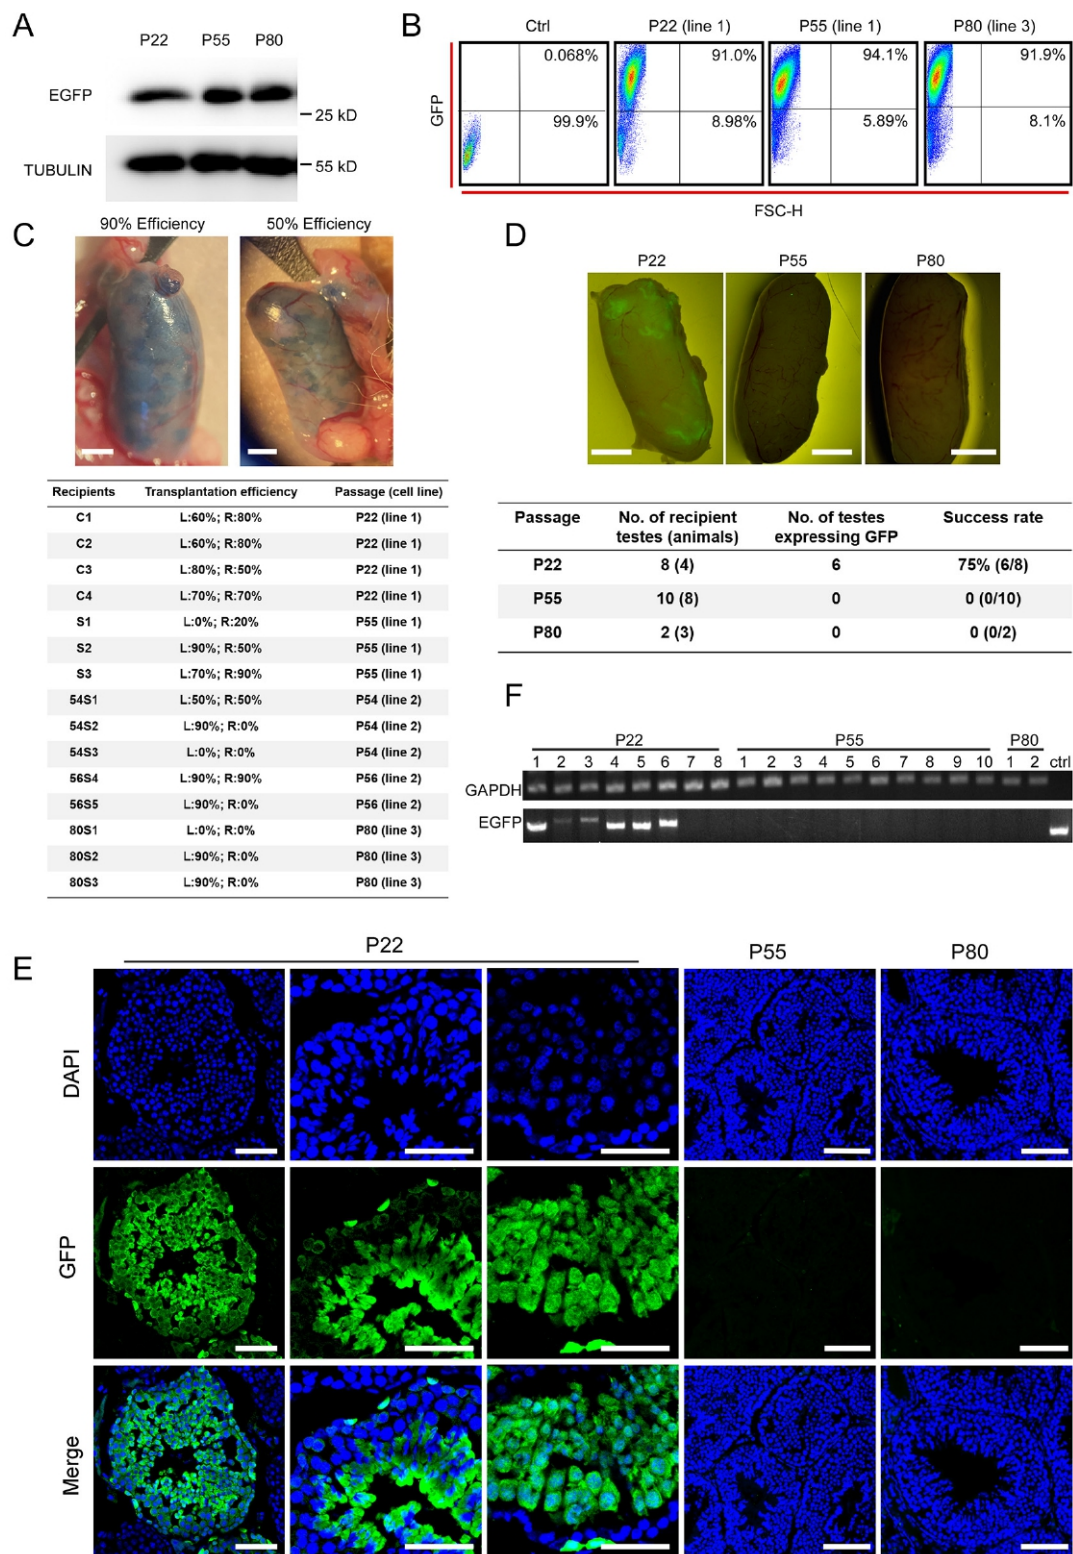 A
P22 P55 P80
EGFP
25 kD
TUBULIN
55 kD
B
Ctrl P22 (line 1) P55 (line 1) P80 (line 3)
0.068% 91.0% 94.1% 91.9%
99.9% 8.98% 5.89% 8.1%
GFP
FSC-H
C
90% Efficiency 50% Efficiency
Recipients Transplantation efficiency Passage (cell line)
C1 L:60%; R:80% P22 (line 1)
C2 L:60%; R:80% P22 (line 1)
C3 L:80%; R:50% P22 (line 1)
C4 L:70%; R:70% P22 (line 1)
S1 L:0%; R:20% P55 (line 1)
S2 L:90%; R:50% P55 (line 1)
S3 L:70%; R:90% P55 (line 1)
54S1 L:50%; R:50% P54 (line 2)
54S2 L:90%; R:0% P54 (line 2)
54S3 L:0%; R:0% P54 (line 2)
56S4 L:90%; R:90% P56 (line 2)
56S5 L:90%; R:0% P56 (line 2)
80S1 L:0%; R:0% P80 (line 3)
80S2 L:90%; R:0% P80 (line 3)
80S3 L:90%; R:0% P80 (line 3)
D
P22 P55 P80
Passage No. of recipient No. of testes Success rate
testes (animals) expressing GFP
P22 8 (4) 6 75% (6/8)
P55 10 (8) 0 0 (0/10)
P80 2 (3) 0 0 (0/2)
F
P22 P55 P80
1 2 3 4 5 6 7 8 1 2 3 4 5 6 7 8 9 10 1 2 ctrl
GAPDH
EGFP
E
P22 P55 P80
DAPI
GFP
Merge